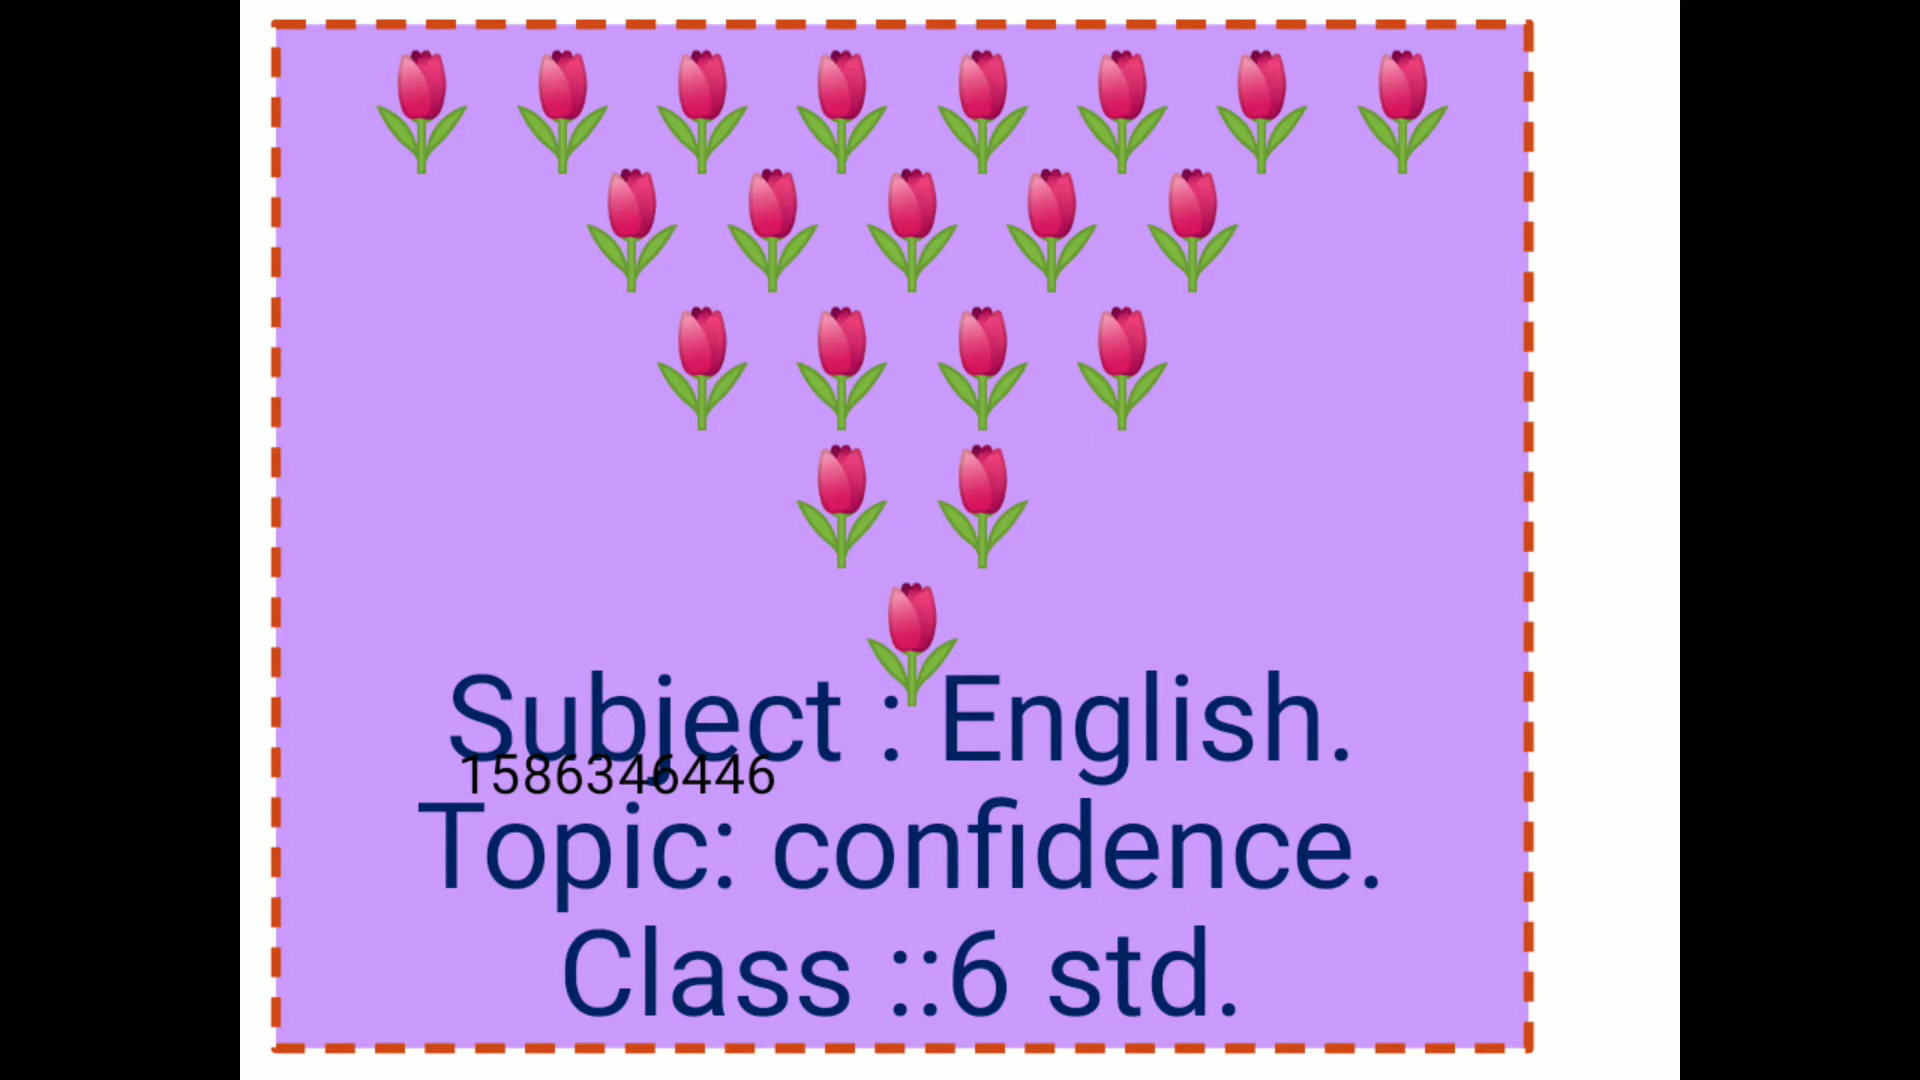 Subject : English.
1586346446
Topic: confidence.
Class ::6 std.